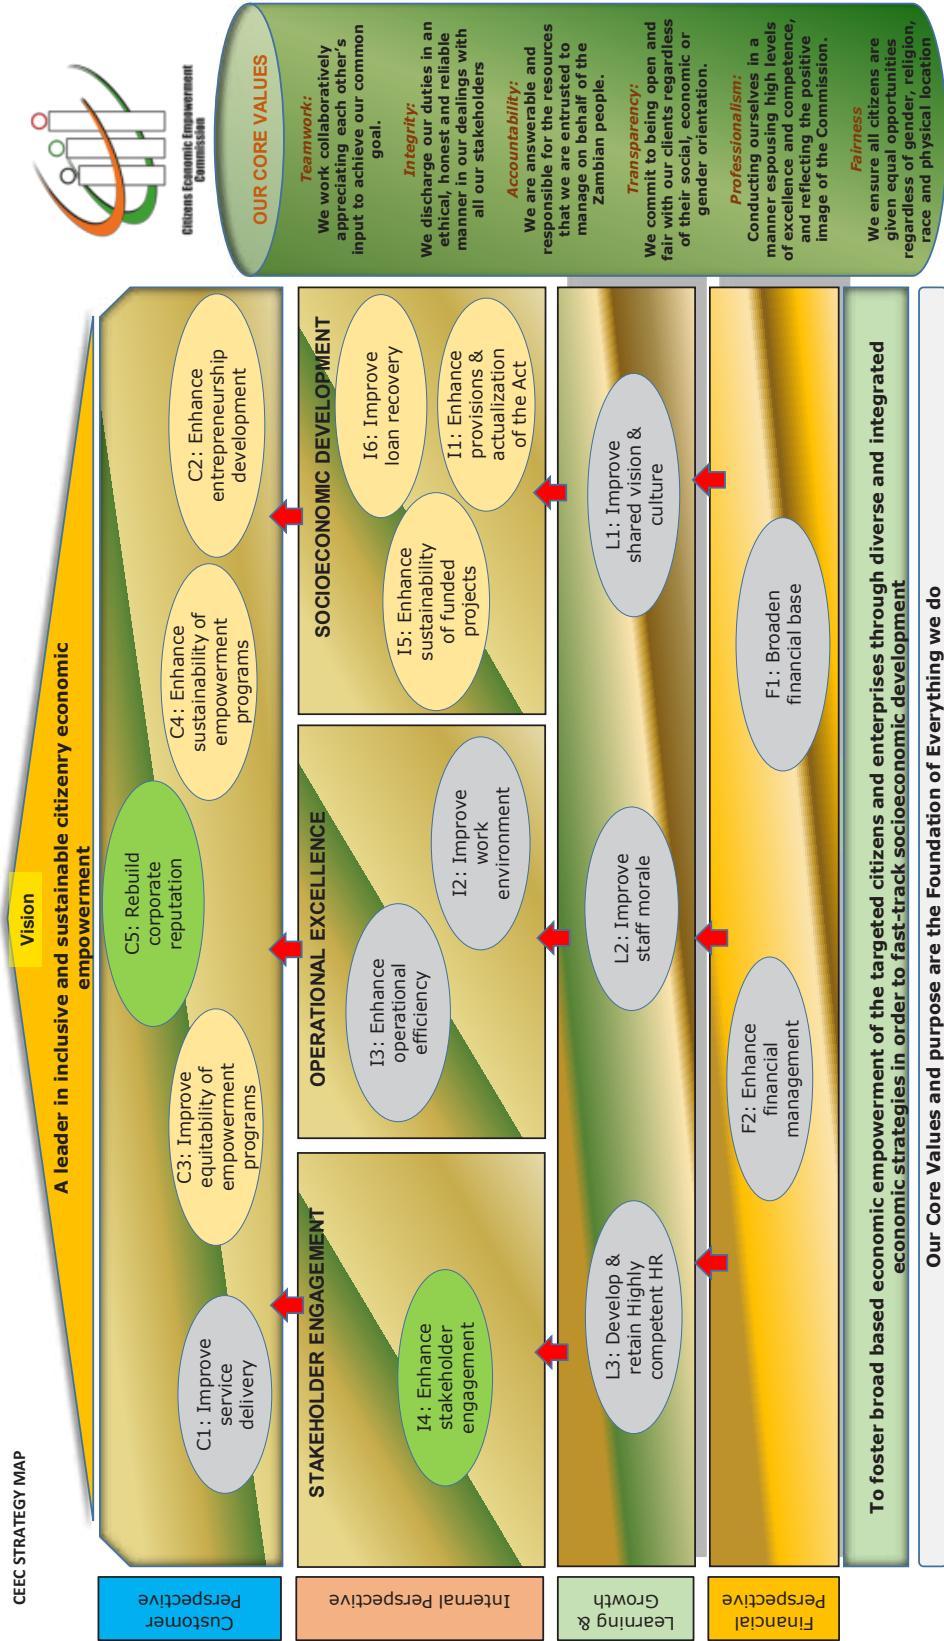 CEEC STRATEGY MAP
Vision
A leader in inclusive and sustainable citizenry economic
empowerment
Customer
Perspective
C1: Improve
service
delivery
C3: Improve
equitability of
empowerment
programs
C5: Rebuild
corporate
reputation
C4: Enhance
sustainability of
empowerment
programs
C2: Enhance
entrepreneurship
development
Internal Perspective
STAKEHOLDER ENGAGEMENT
I4: Enhance
stakeholder
engagement
OPERATIONAL EXCELLENCE
I3: Enhance
operational
efficiency
I2: Improve
work
environment
SOCIOECONOMIC DEVELOPMENT
I5: Enhance
sustainability
of funded
projects
I6: Improve
loan recovery
I1: Enhance
provisions &
actualization
of the Act
Learning &
Growth
L3: Develop &
retain Highly
competent HR
L2: Improve
staff morale
L1: Improve
shared vision &
culture
Financial
Perspective
F2: Enhance
financial
management
F1: Broaden
financial base
To foster broad based economic empowerment of the targeted citizens and enterprises through diverse and integrated
economic strategies in order to fast-track socioeconomic development
Our Core Values and purpose are the Foundation of Everything we do
Citizens Economic Empowerment
Commission
OUR CORE VALUES
Teamwork:
We work collaboratively
appreciating each other's
input to achieve our common
goal.
Integrity:
We discharge our duties in an
ethical, honest and reliable
manner in our dealings with
all our stakeholders
Accountability:
We are answerable and
responsible for the resources
that we are entrusted to
manage on behalf of the
Zambian people.
Transparency:
We commit to being open and
fair with our clients regardless
of their social, economic or
gender orientation.
Professionalism:
Conducting ourselves in a
manner espousing high levels
of excellence and competence,
and reflecting the positive
image of the Commission.
Fairness
We ensure all citizens are
given equal opportunities
regardless of gender, religion,
race and physical location